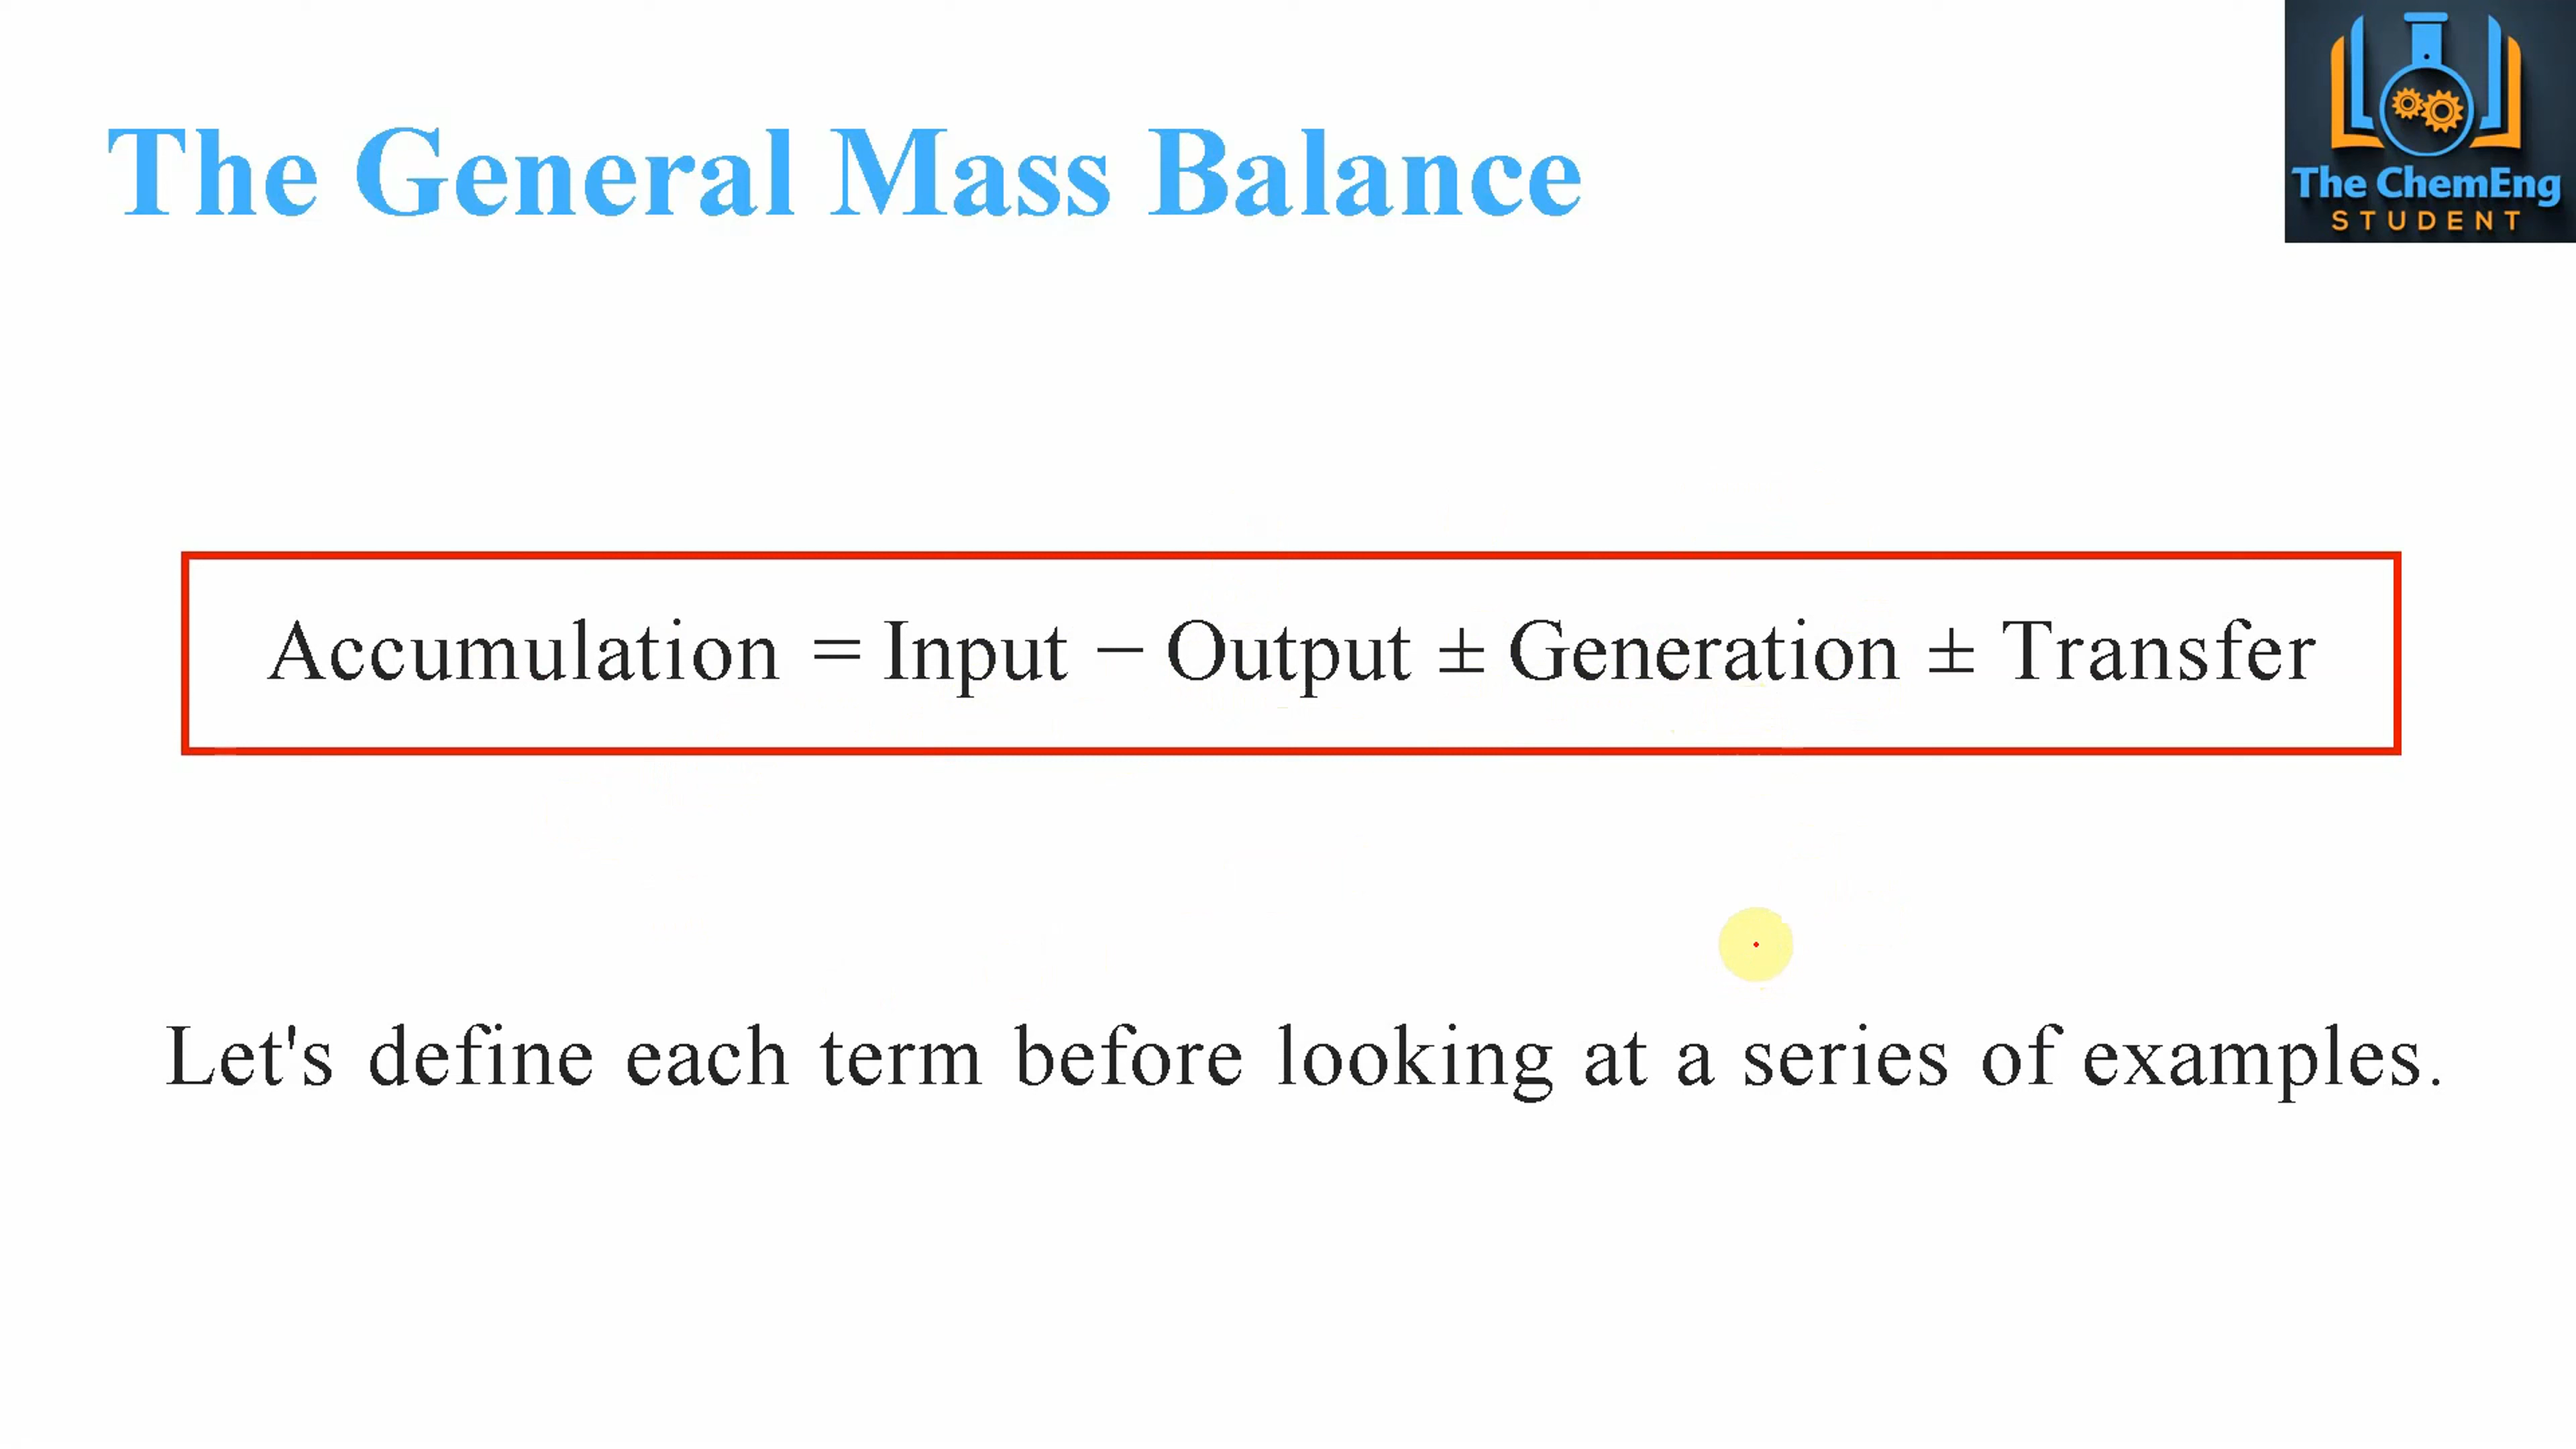 The General Mass Balance
The ChemEng
STUDENT
Accumulation = Input − Output ± Generation ± Transfer
Let's define each term before looking at a series of examples.